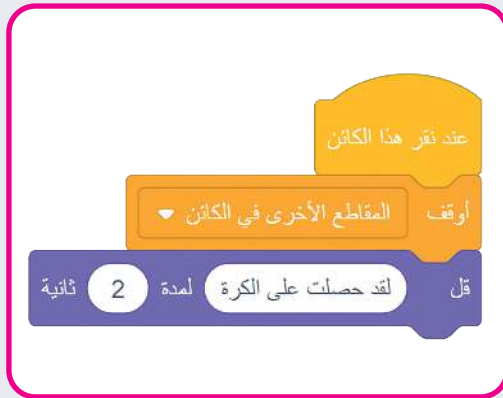 عند نقر هذا الكائن
أوقف المقاطع الأخرى في الكائن
قل لقد حصلت على الكرة لمدة 2 ثانية